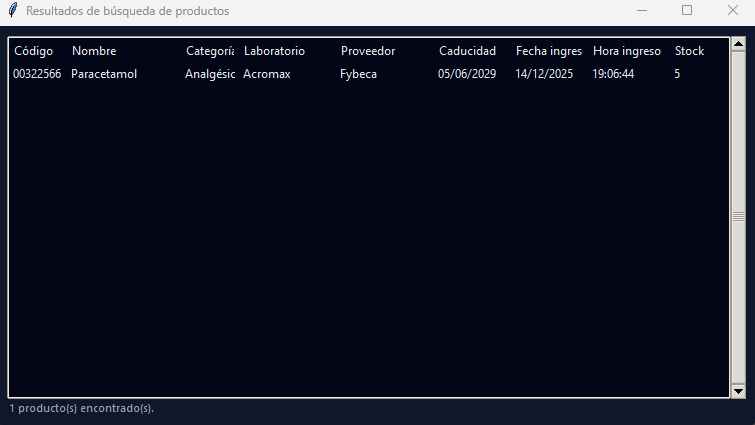 Resultados de búsqueda de productos
Código Nombre Categoría Laboratorio Proveedor Caducidad Fecha ingres Hora ingreso Stock
00322566 Paracetamol Analgésic Acromax Fybeca 05/06/2029 14/12/2025 19:06:44 5
1 producto(s) encontrado(s).